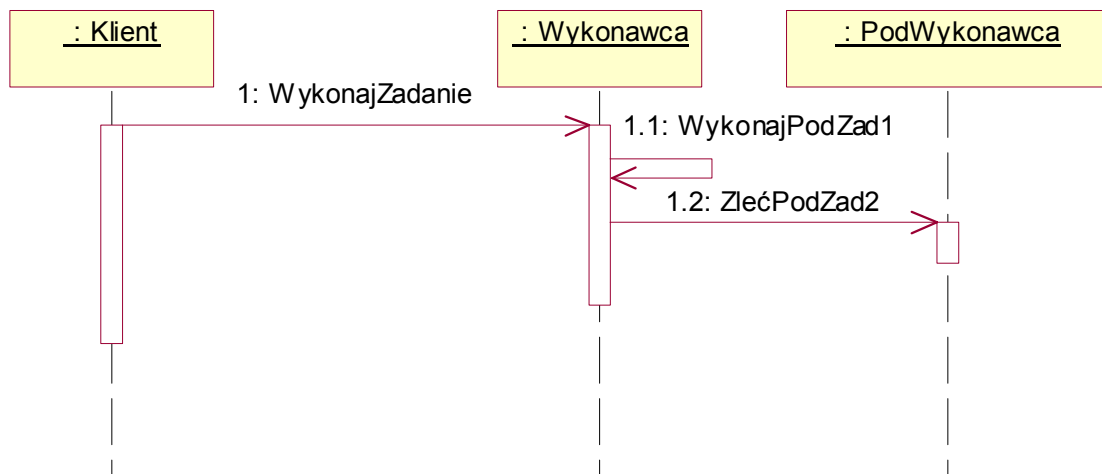 : Klient
: Wykonawca
: PodWykonawca
1: WykonajZadanie
1.1: WykonajPodZad1
1.2: ZlećPodZad2